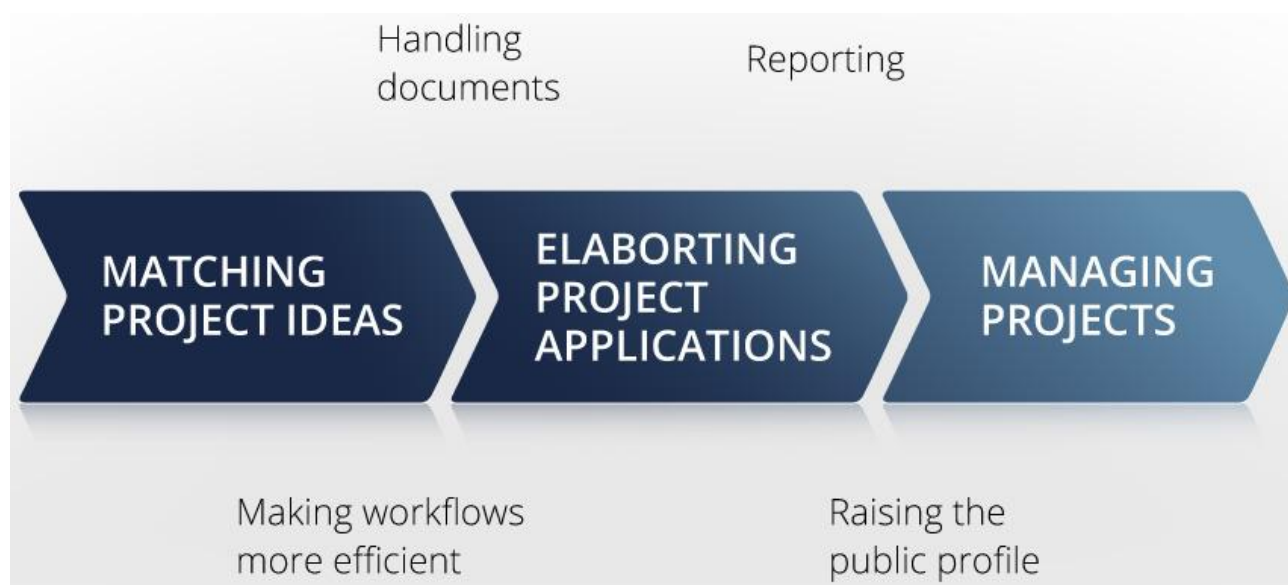 Handling
documents
Reporting
MATCHING
PROJECT IDEAS
ELABORTING
PROJECT
APPLICATIONS
MANAGING
PROJECTS
Making workflows
more efficient
Raising the
public profile